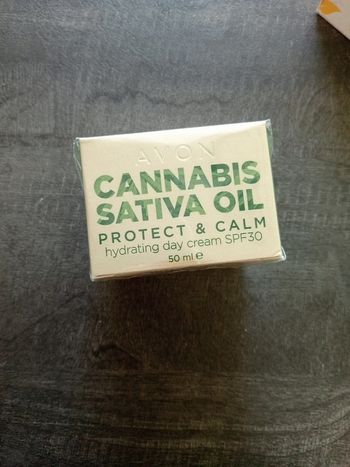 AVON
CANNABIS
SATIVA OIL
PROTECT & CALM
hydrating day cream SPF30
50 ml e